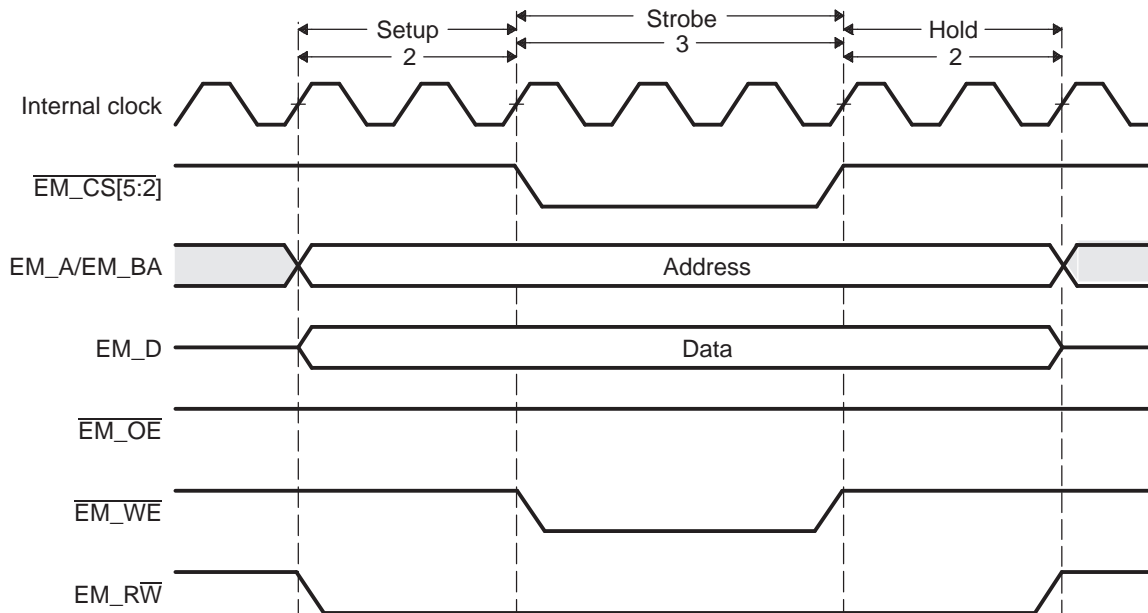 Setup
Strobe
Hold
2
3
2
Internal clock
EM_CS[5:2]
EM_A/EM_BA
Address
EM_D
Data
EM_OE
EM_WE
EM_RW